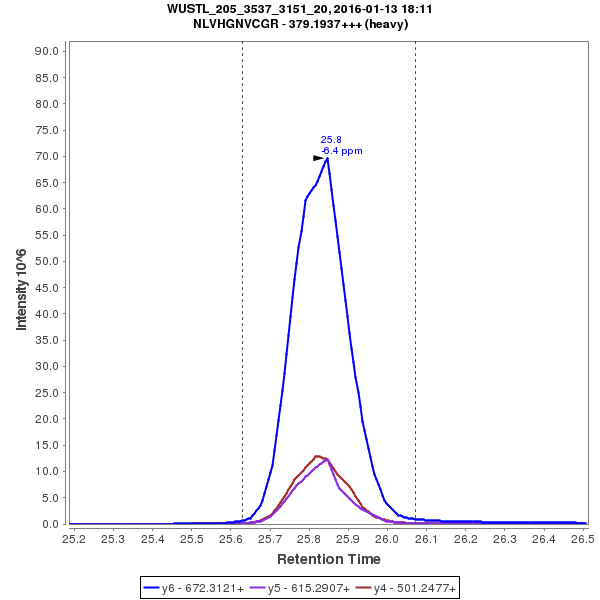 WUSTL_205_3537_3151_20, 2016-01-13 18:11
NLVHGNVCGR - 379.1937+++ (heavy)
90.0
85.0
80.0
75.0
70.0
65.0
60.0
55.0
50.0
45.0
40.0
35.0
30.0
25.0
20.0
15.0
10.0
5.0
0.0
Intensity 10^6
25.8
-6.4 ppm
25.2 25.3 25.4 25.5 25.6 25.7 25.8 25.9 26.0 26.1 26.2 26.3 26.4 26.5
Retention Time
y6 - 672.3121+ y5 - 615.2907+ y4 - 501.2477+